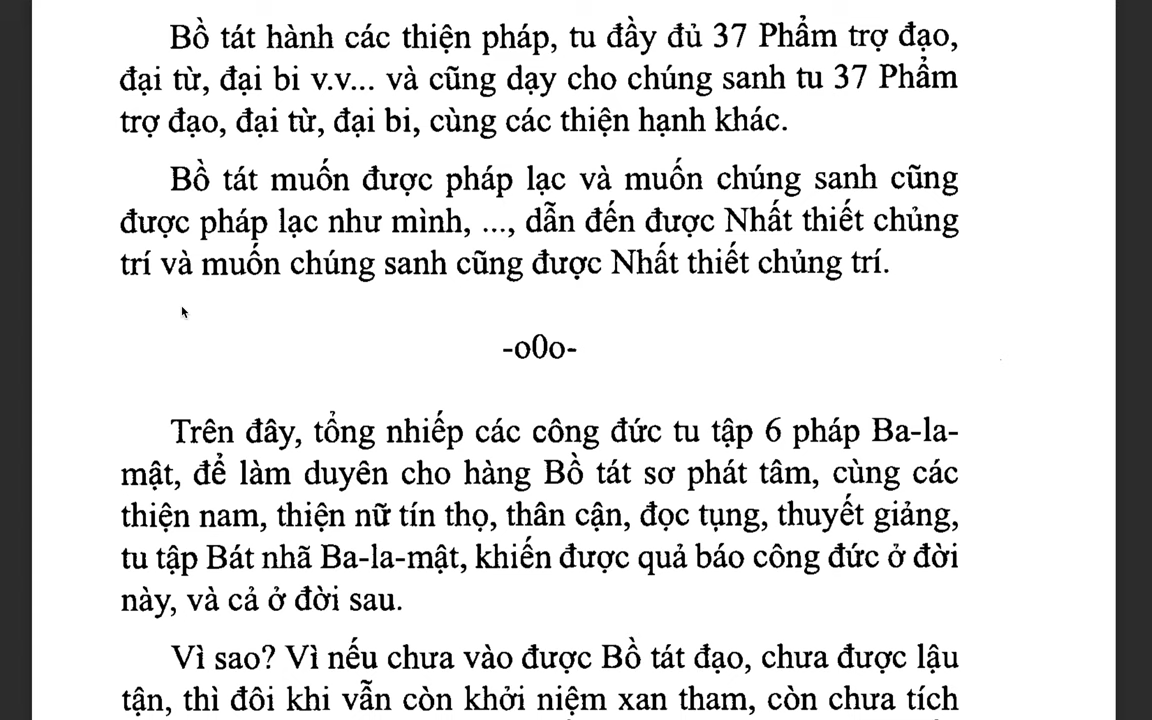 Bồ tát hành các thiện pháp, tu đầy đủ 37 Phẩm trợ đạo,
đại từ, đại bi v.v... và cũng dạy cho chúng sanh tu 37 Phẩm
trợ đạo, đại từ, đại bi, cùng các thiện hạnh khác.
Bồ tát muốn được pháp lạc và muốn chúng sanh cũng
được pháp lạc như mình, ..., dẫn đến được Nhất thiết chủng
trí và muốn chúng sanh cũng được Nhất thiết chủng trí.
-o0o-
Trên đây, tổng nhiếp các công đức tu tập 6 pháp Ba-la-
mật, để làm duyên cho hàng Bồ tát sơ phát tâm, cùng các
thiện nam, thiện nữ tín thọ, thân cận, đọc tụng, thuyết giảng,
tu tập Bát nhã Ba-la-mật, khiến được quả báo công đức ở đời
này, và cả ở đời sau.
Vì sao? Vì nếu chưa vào được Bồ tát đạo, chưa được lậu
tận, thì đôi khi vẫn còn khởi niệm xan tham, còn chưa tích